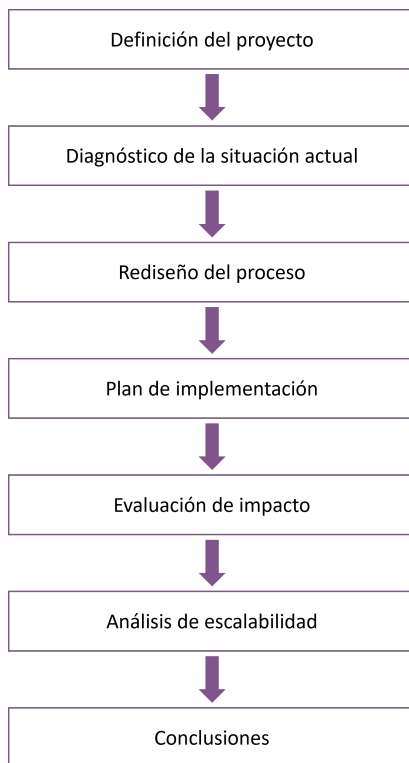 Definición del proyecto
Diagnóstico de la situación actual
Rediseño del proceso
Plan de implementación
Evaluación de impacto
Análisis de escalabilidad
Conclusiones